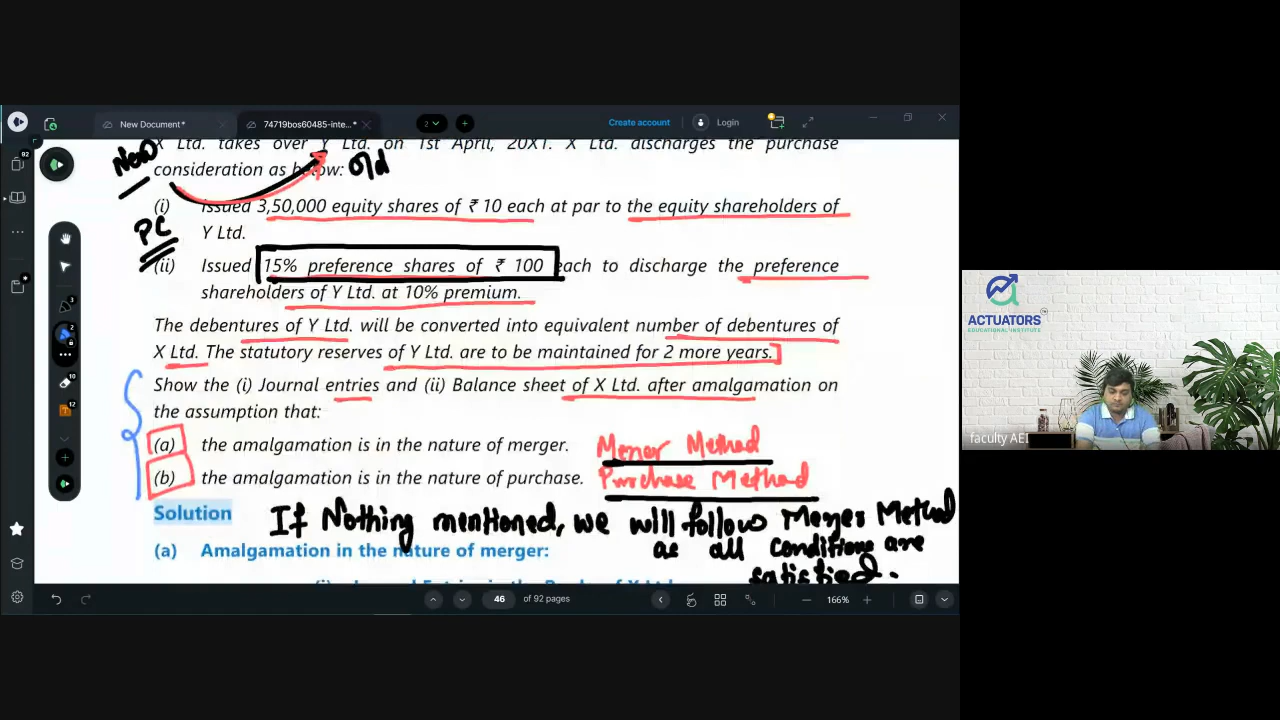 New Document*
74719bos60485-inte...*
2
Create account
Login
X Ltd. takes over Y Ltd. on 1st April, 20X1. X Ltd. discharges the purchase
New
consideration as below: Old
(i) Issued 3,50,000 equity shares of ₹ 10 each at par to the equity shareholders of
PC
Y Ltd.
(ii) Issued 15% preference shares of ₹ 100 each to discharge the preference
shareholders of Y Ltd. at 10% premium.
The debentures of Y Ltd. will be converted into equivalent number of debentures of
X Ltd. The statutory reserves of Y Ltd. are to be maintained for 2 more years.
Show the (i) Journal entries and (ii) Balance sheet of X Ltd. after amalgamation on
the assumption that:
(a) the amalgamation is in the nature of merger. Merger Method
(b) the amalgamation is in the nature of purchase. Purchase Method
Solution If Nothing mentioned, we will follow Merger Method
as all conditions are
(a) Amalgamation in the nature of merger:
satisfied.
46 of 92 pages
166%
ACTUATORS
EDUCATIONAL INSTITUTE
faculty AEI